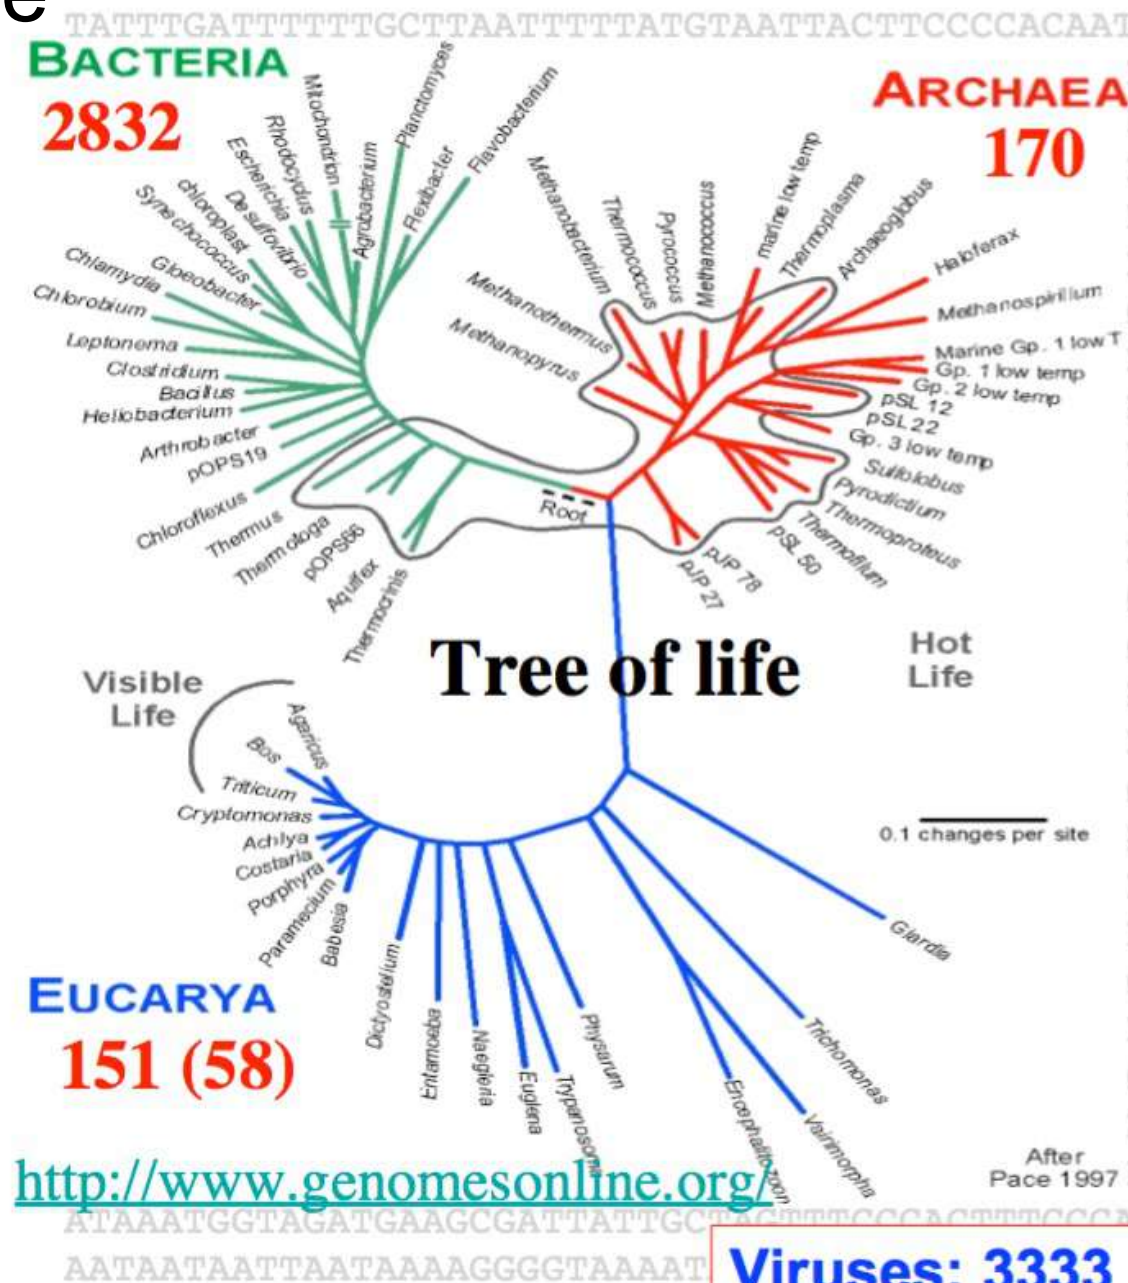 e
TATTTGATTTTTTGCTTAATTTTTATGTAATTACTTCCCCACAAT
BACTERIA
2832
ARCHAEA
170
Planctomyces
Flavobacterium
Mitochondrion
Rhodocyclus
Escherichia
Desulfovibrio
chloroplast
Synechococcus
Agrobacterium
Flexibacter
Gloeobacter
Chlamydia
Chlorobium
Leptonema
Clostridium
Bacillus
Heliobacterium
Arthrobacter
pOPS19
Chloroflexus
Thermus
Thermotoga
pOPS66
Aquifex
Thermocrinis
Methanobacterium
Thermococcus
Pyrococcus
Methanococcus
marine low temp
Thermoplasma
Archaeoglobus
Haloferax
Methanospirillum
Methanothermus
Methanopyrus
Marine Gp. 1 low T
Gp. 1 low temp
Gp. 2 low temp
pSL 12
pSL 22
Gp. 3 low temp
Sulfolobus
Pyrodictium
Thermoproteus
Thermofilum
pSL 50
pJP 78
pJP 27
Root
Tree of life
Hot
Life
Visible
Life
Agaricus
Bos
Triticum
Cryptomonas
Achlya
Costaria
Porphyra
Paramecium
Babesia
Dictyostelium
Entamoeba
Naegleria
Euglena
Trypanosoma
Physarum
Encephalitozoon
Vairimorpha
Trichomonas
Giardia
0.1 changes per site
EUCARYA
151 (58)
http://www.genomesonline.org/
After
Pace 1997
ATAAATGGTAGATGAAGCGATTATTGCTAGTTTCCCACTTTCCCA
AATAATAATTAATAAAAGGGGTAAAAT
Viruses: 3333